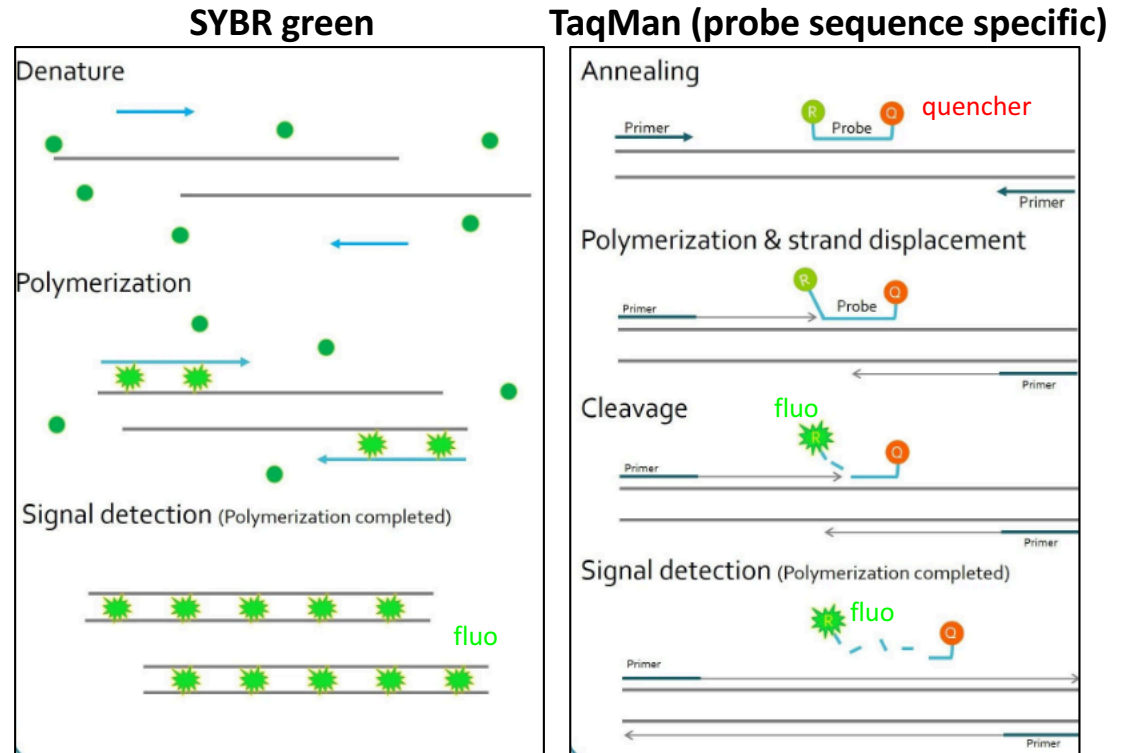 SYBR green
Denature
Polymerization
Signal detection (Polymerization completed)
fluo
TaqMan (probe sequence specific)
Annealing
R Q quencher
Primer Probe
Primer
Polymerization & strand displacement
R Q
Primer Probe
Primer
Cleavage
fluo
R Q
Primer
Primer
Signal detection (Polymerization completed)
R fluo Q
Primer
Primer